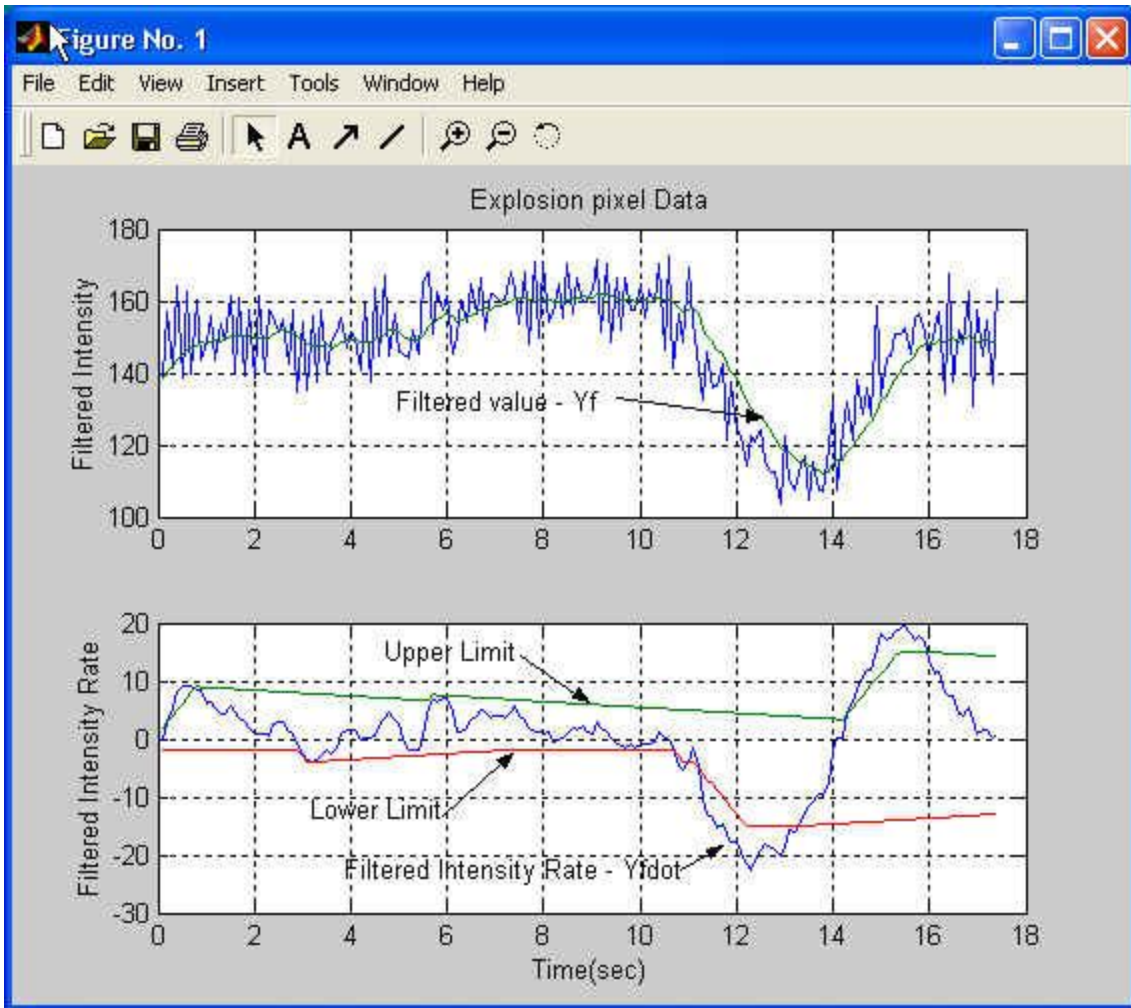 Figure No. 1
File Edit View Insert Tools Window Help
A
Explosion pixel Data
Filtered Intensity
180
160
140
120
100
Filtered value - Yf
0 2 4 6 8 10 12 14 16 18
Filtered Intensity Rate
20
10
0
-10
-20
-30
Upper Limit
Lower Limit
Filtered Intensity Rate - Yfdot
0 2 4 6 8 10 12 14 16 18
Time(sec)